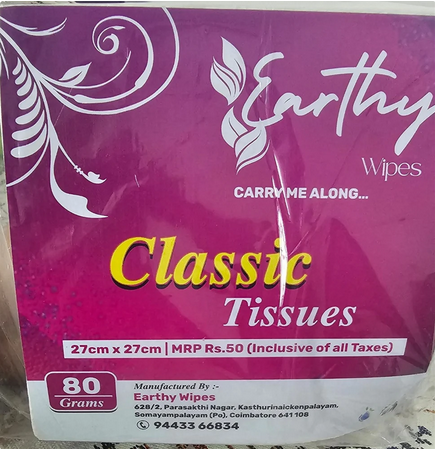 Earthy
Wipes
CARRY ME ALONG...
Classic
Tissues
27cm x 27cm | MRP Rs.50 (Inclusive of all Taxes)
80
Grams
Manufactured By :-
Earthy Wipes
628/2, Parasakthi Nagar, Kasthurinaickenpalayam,
Somayampalayam (Po), Coimbatore 641 108
94433 66834